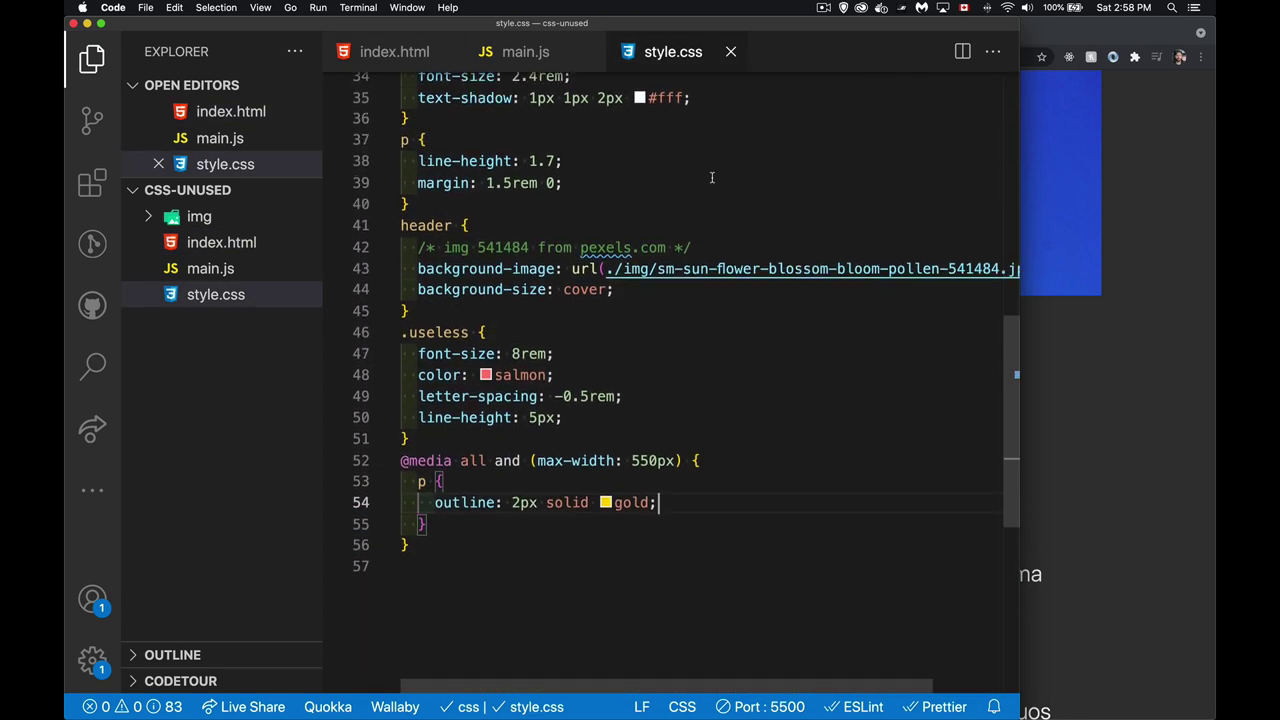 Code File Edit Selection View Go Run Terminal Window Help 100% Sat 2:58 PM
style.css — css-unused
EXPLORER
index.html
JS main.js
style.css
OPEN EDITORS
index.html
JS main.js
style.css
CSS-UNUSED
img
index.html
JS main.js
style.css
34 font-size: 2.4rem;
35 text-shadow: 1px 1px 2px #fff;
36 }
37 p {
38 line-height: 1.7;
39 margin: 1.5rem 0;
40 }
41 header {
42 /* img 541484 from pexels.com */
43 background-image: url(./img/sm-sun-flower-blossom-bloom-pollen-541484.jp
44 background-size: cover;
45 }
46 .useless {
47 font-size: 8rem;
48 color: salmon;
49 letter-spacing: -0.5rem;
50 line-height: 5px;
51 }
52 @media all and (max-width: 550px) {
53 p {
54 outline: 2px solid gold;
55 }
56 }
57
ma
uos
1
1
OUTLINE
CODETOUR
0 0 83 Live Share Quokka Wallaby css | style.css LF CSS Port : 5500 ESLint Prettier